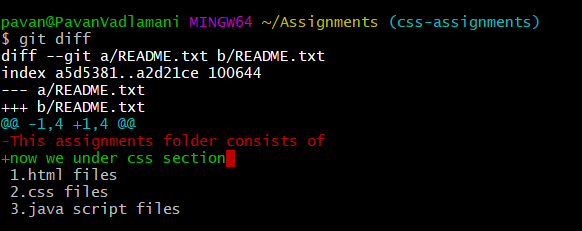 pavan@PavanVadlamani MINGW64 ~/Assignments (css-assignments)
$ git diff
diff --git a/README.txt b/README.txt
index a5d5381..a2d21ce 100644
--- a/README.txt
+++ b/README.txt
@@ -1,4 +1,4 @@
-This assignments folder consists of
+now we under css section
 1.html files
 2.css files
 3.java script files